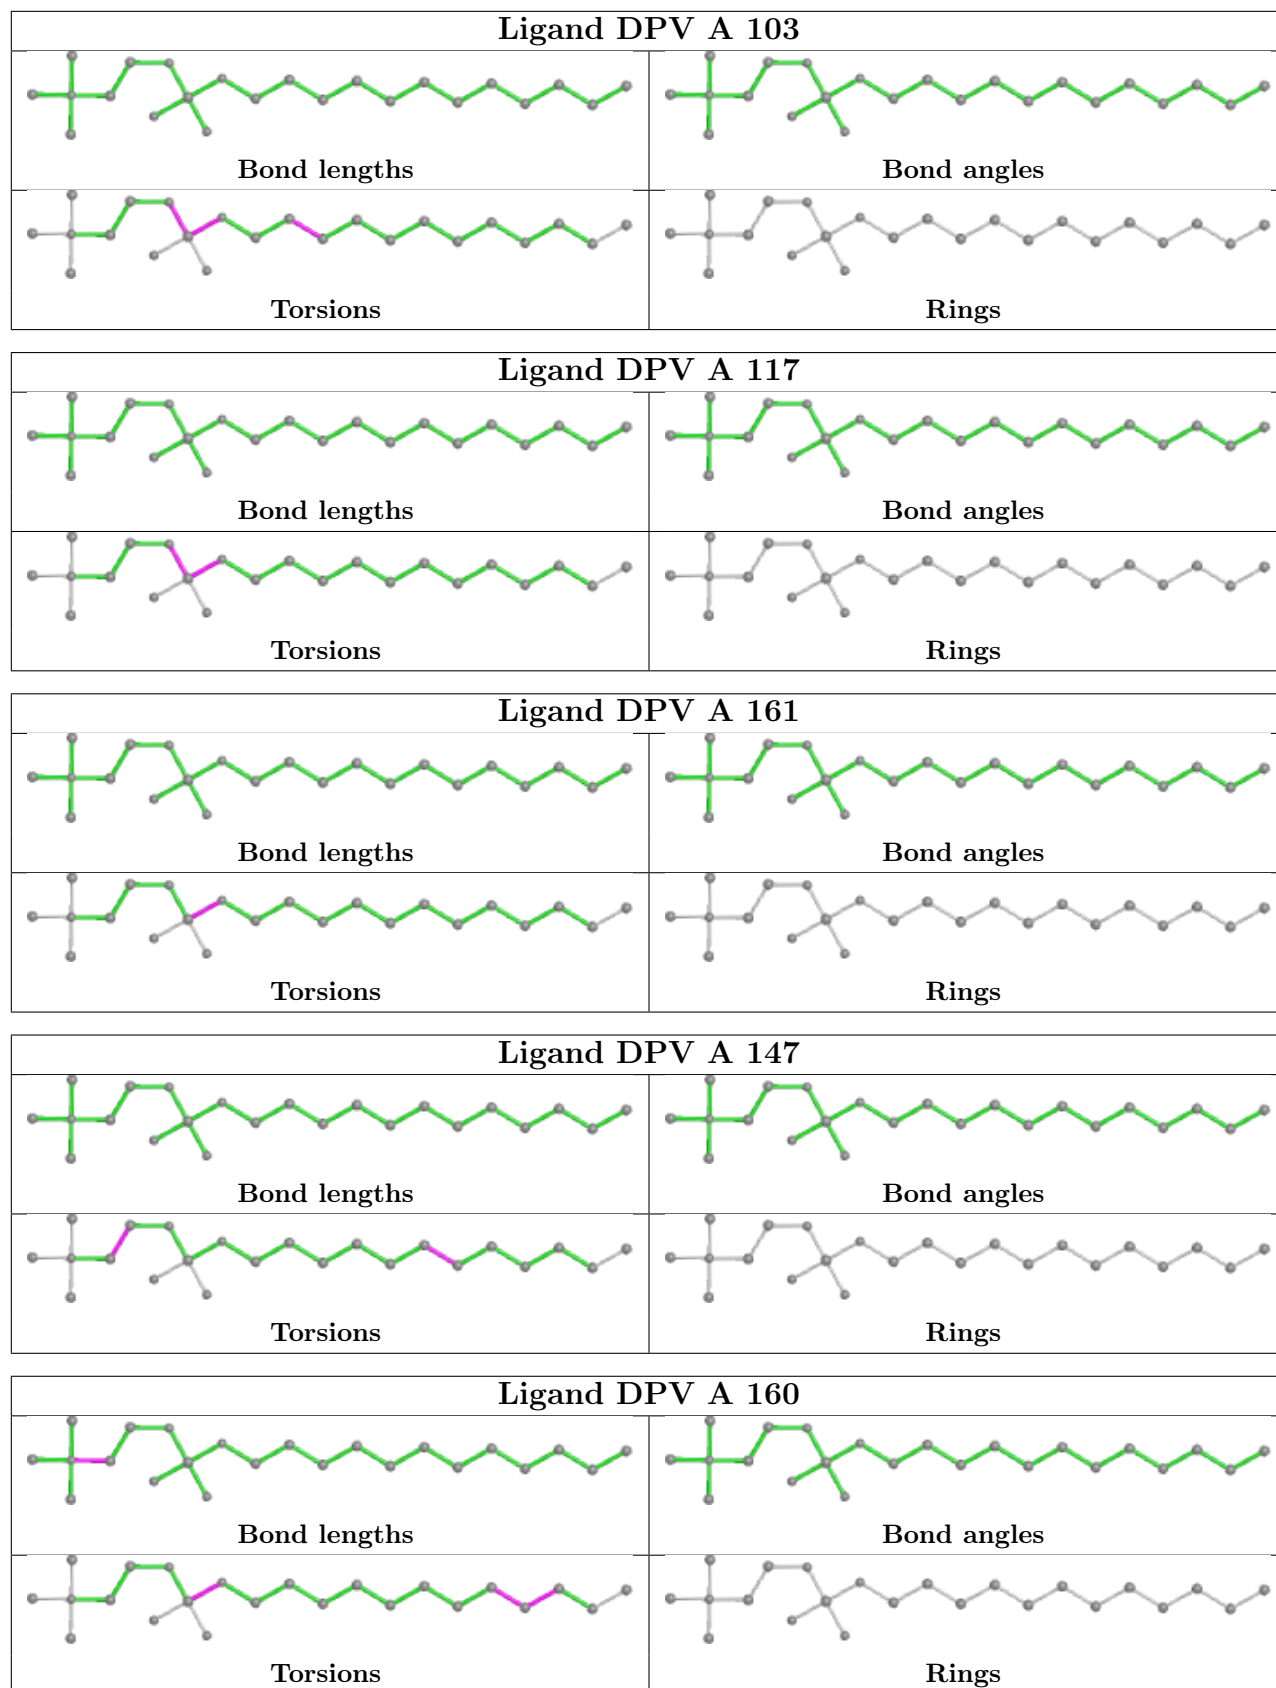 Ligand DPV A 103
Bond lengths
Bond angles
Torsions
Rings
Ligand DPV A 117
Bond lengths
Bond angles
Torsions
Rings
Ligand DPV A 161
Bond lengths
Bond angles
Torsions
Rings
Ligand DPV A 147
Bond lengths
Bond angles
Torsions
Rings
Ligand DPV A 160
Bond lengths
Bond angles
Torsions
Rings